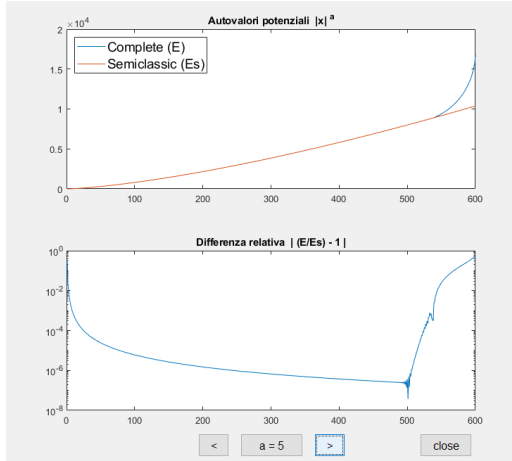 Autovalori potenziali |x| ᵃ
×10⁴
2
1.5
1
0.5
0
Complete (E)
Semiclassic (Es)
0 100 200 300 400 500 600
Differenza relativa | (E/Es) - 1 |
10⁰
10⁻²
10⁻⁴
10⁻⁶
10⁻⁸
0 100 200 300 400 500 600
< a = 5 > close